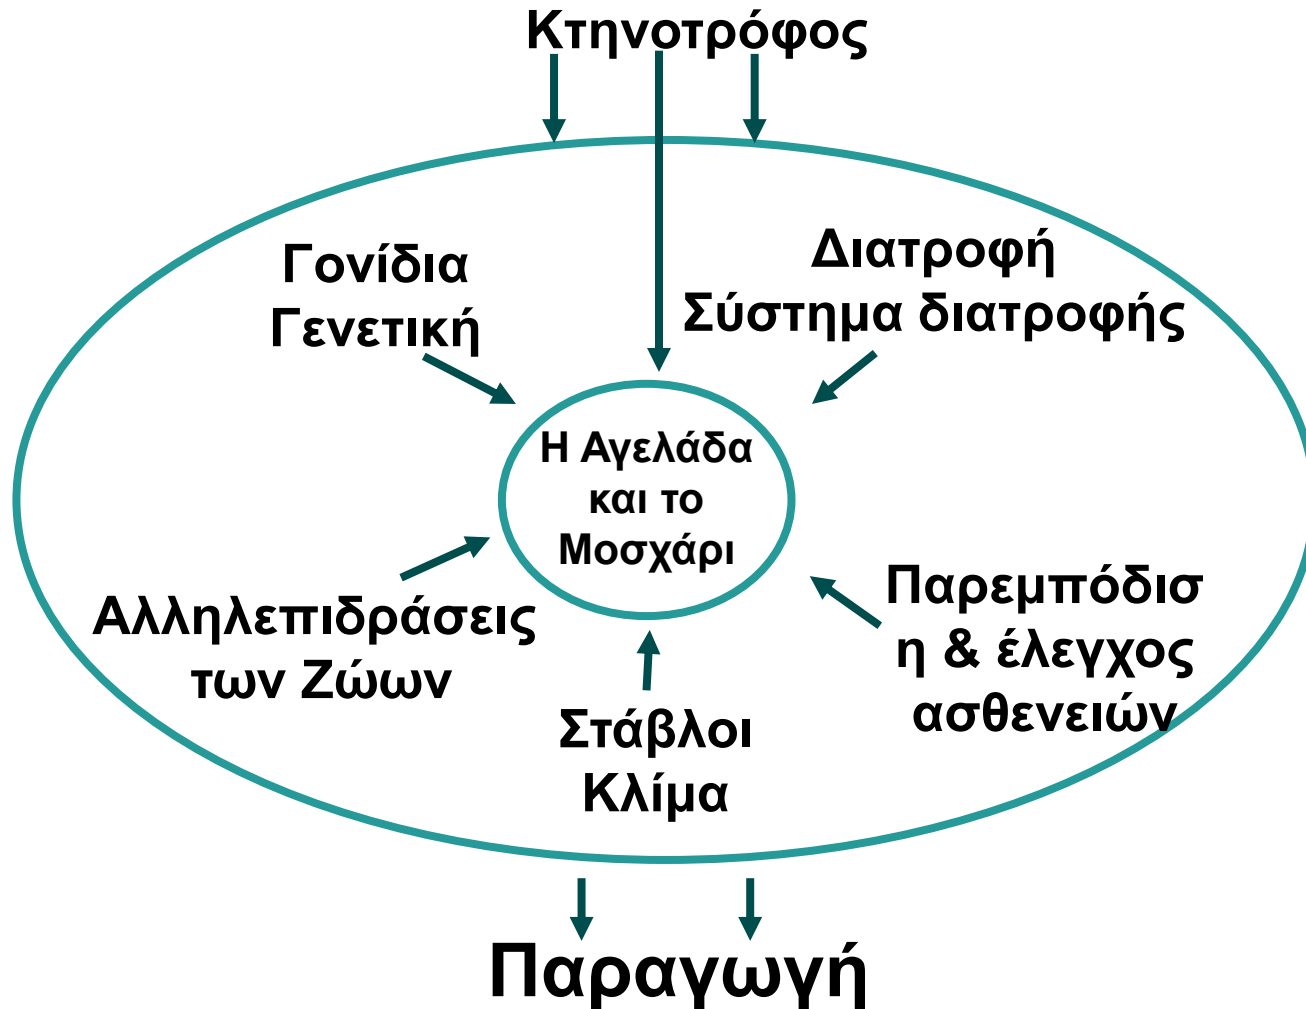 Κτηνοτρόφος
Γονίδια
Γενετική
Διατροφή
Σύστημα διατροφής
Η Αγελάδα
και το
Μοσχάρι
Αλληλεπιδράσεις
των Ζώων
Παρεμπόδισ
η & έλεγχος
ασθενειών
Στάβλοι
Κλίμα
Παραγωγή